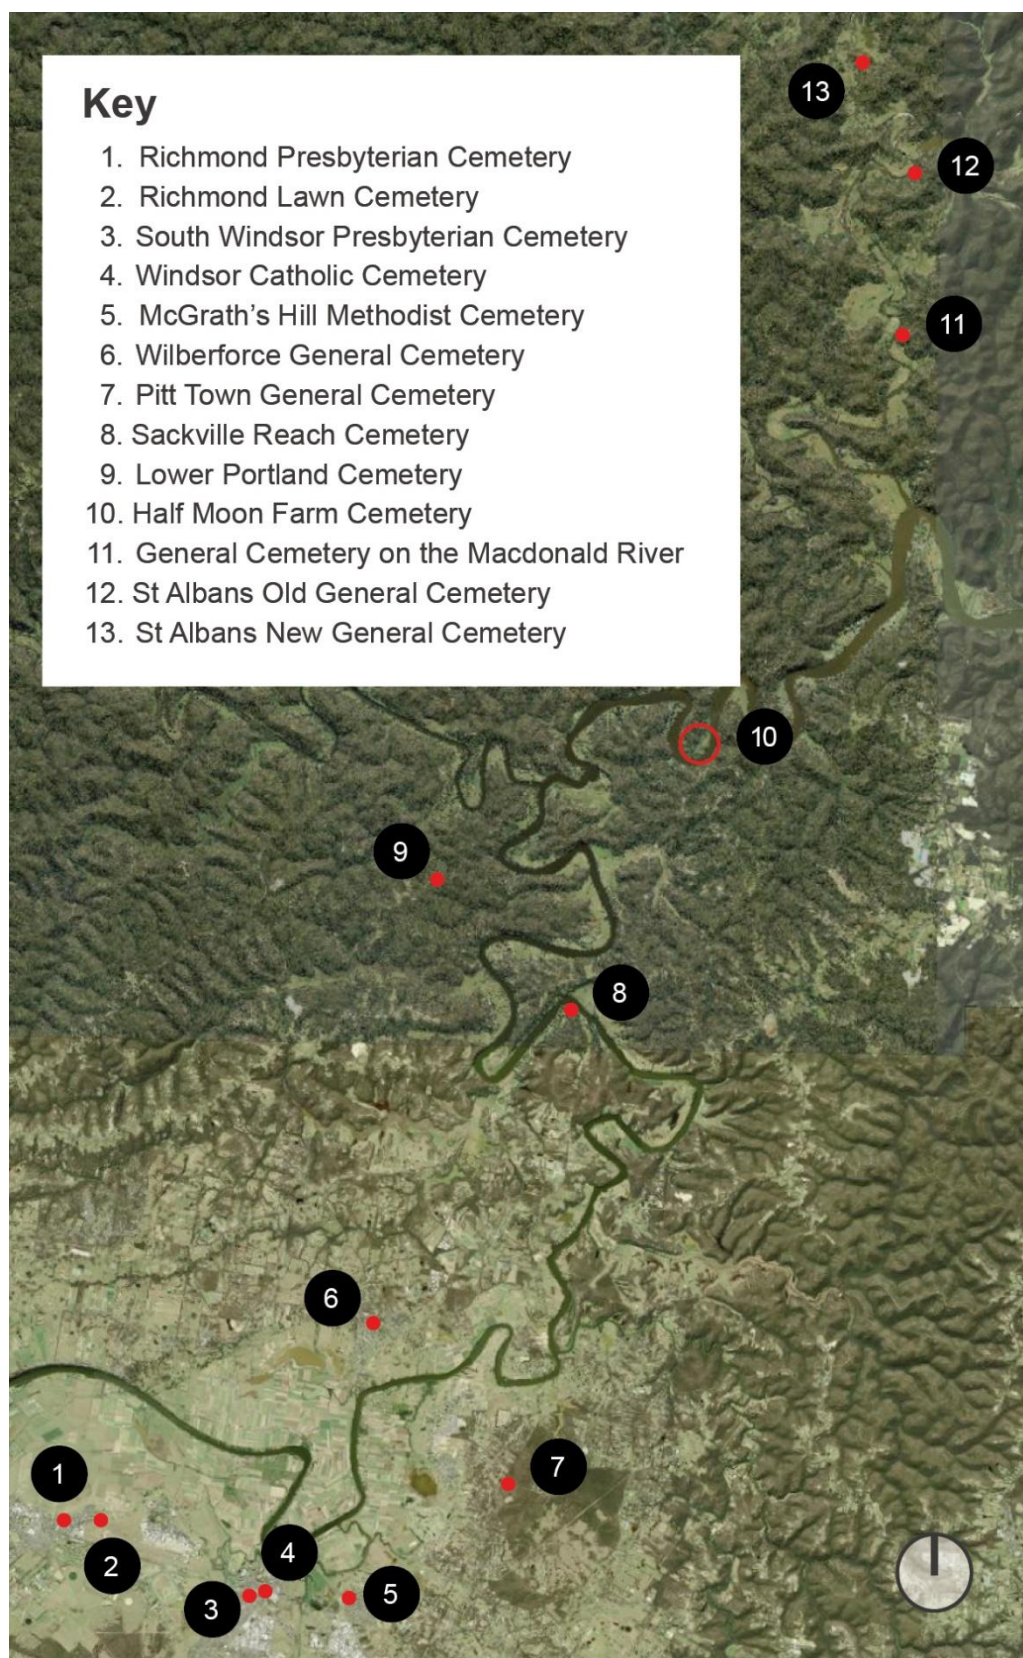 Key
1. Richmond Presbyterian Cemetery
2. Richmond Lawn Cemetery
3. South Windsor Presbyterian Cemetery
4. Windsor Catholic Cemetery
5. McGrath's Hill Methodist Cemetery
6. Wilberforce General Cemetery
7. Pitt Town General Cemetery
8. Sackville Reach Cemetery
9. Lower Portland Cemetery
10. Half Moon Farm Cemetery
11. General Cemetery on the Macdonald River
12. St Albans Old General Cemetery
13. St Albans New General Cemetery
13
12
11
10
9
8
6
7
1
2
4
3
5